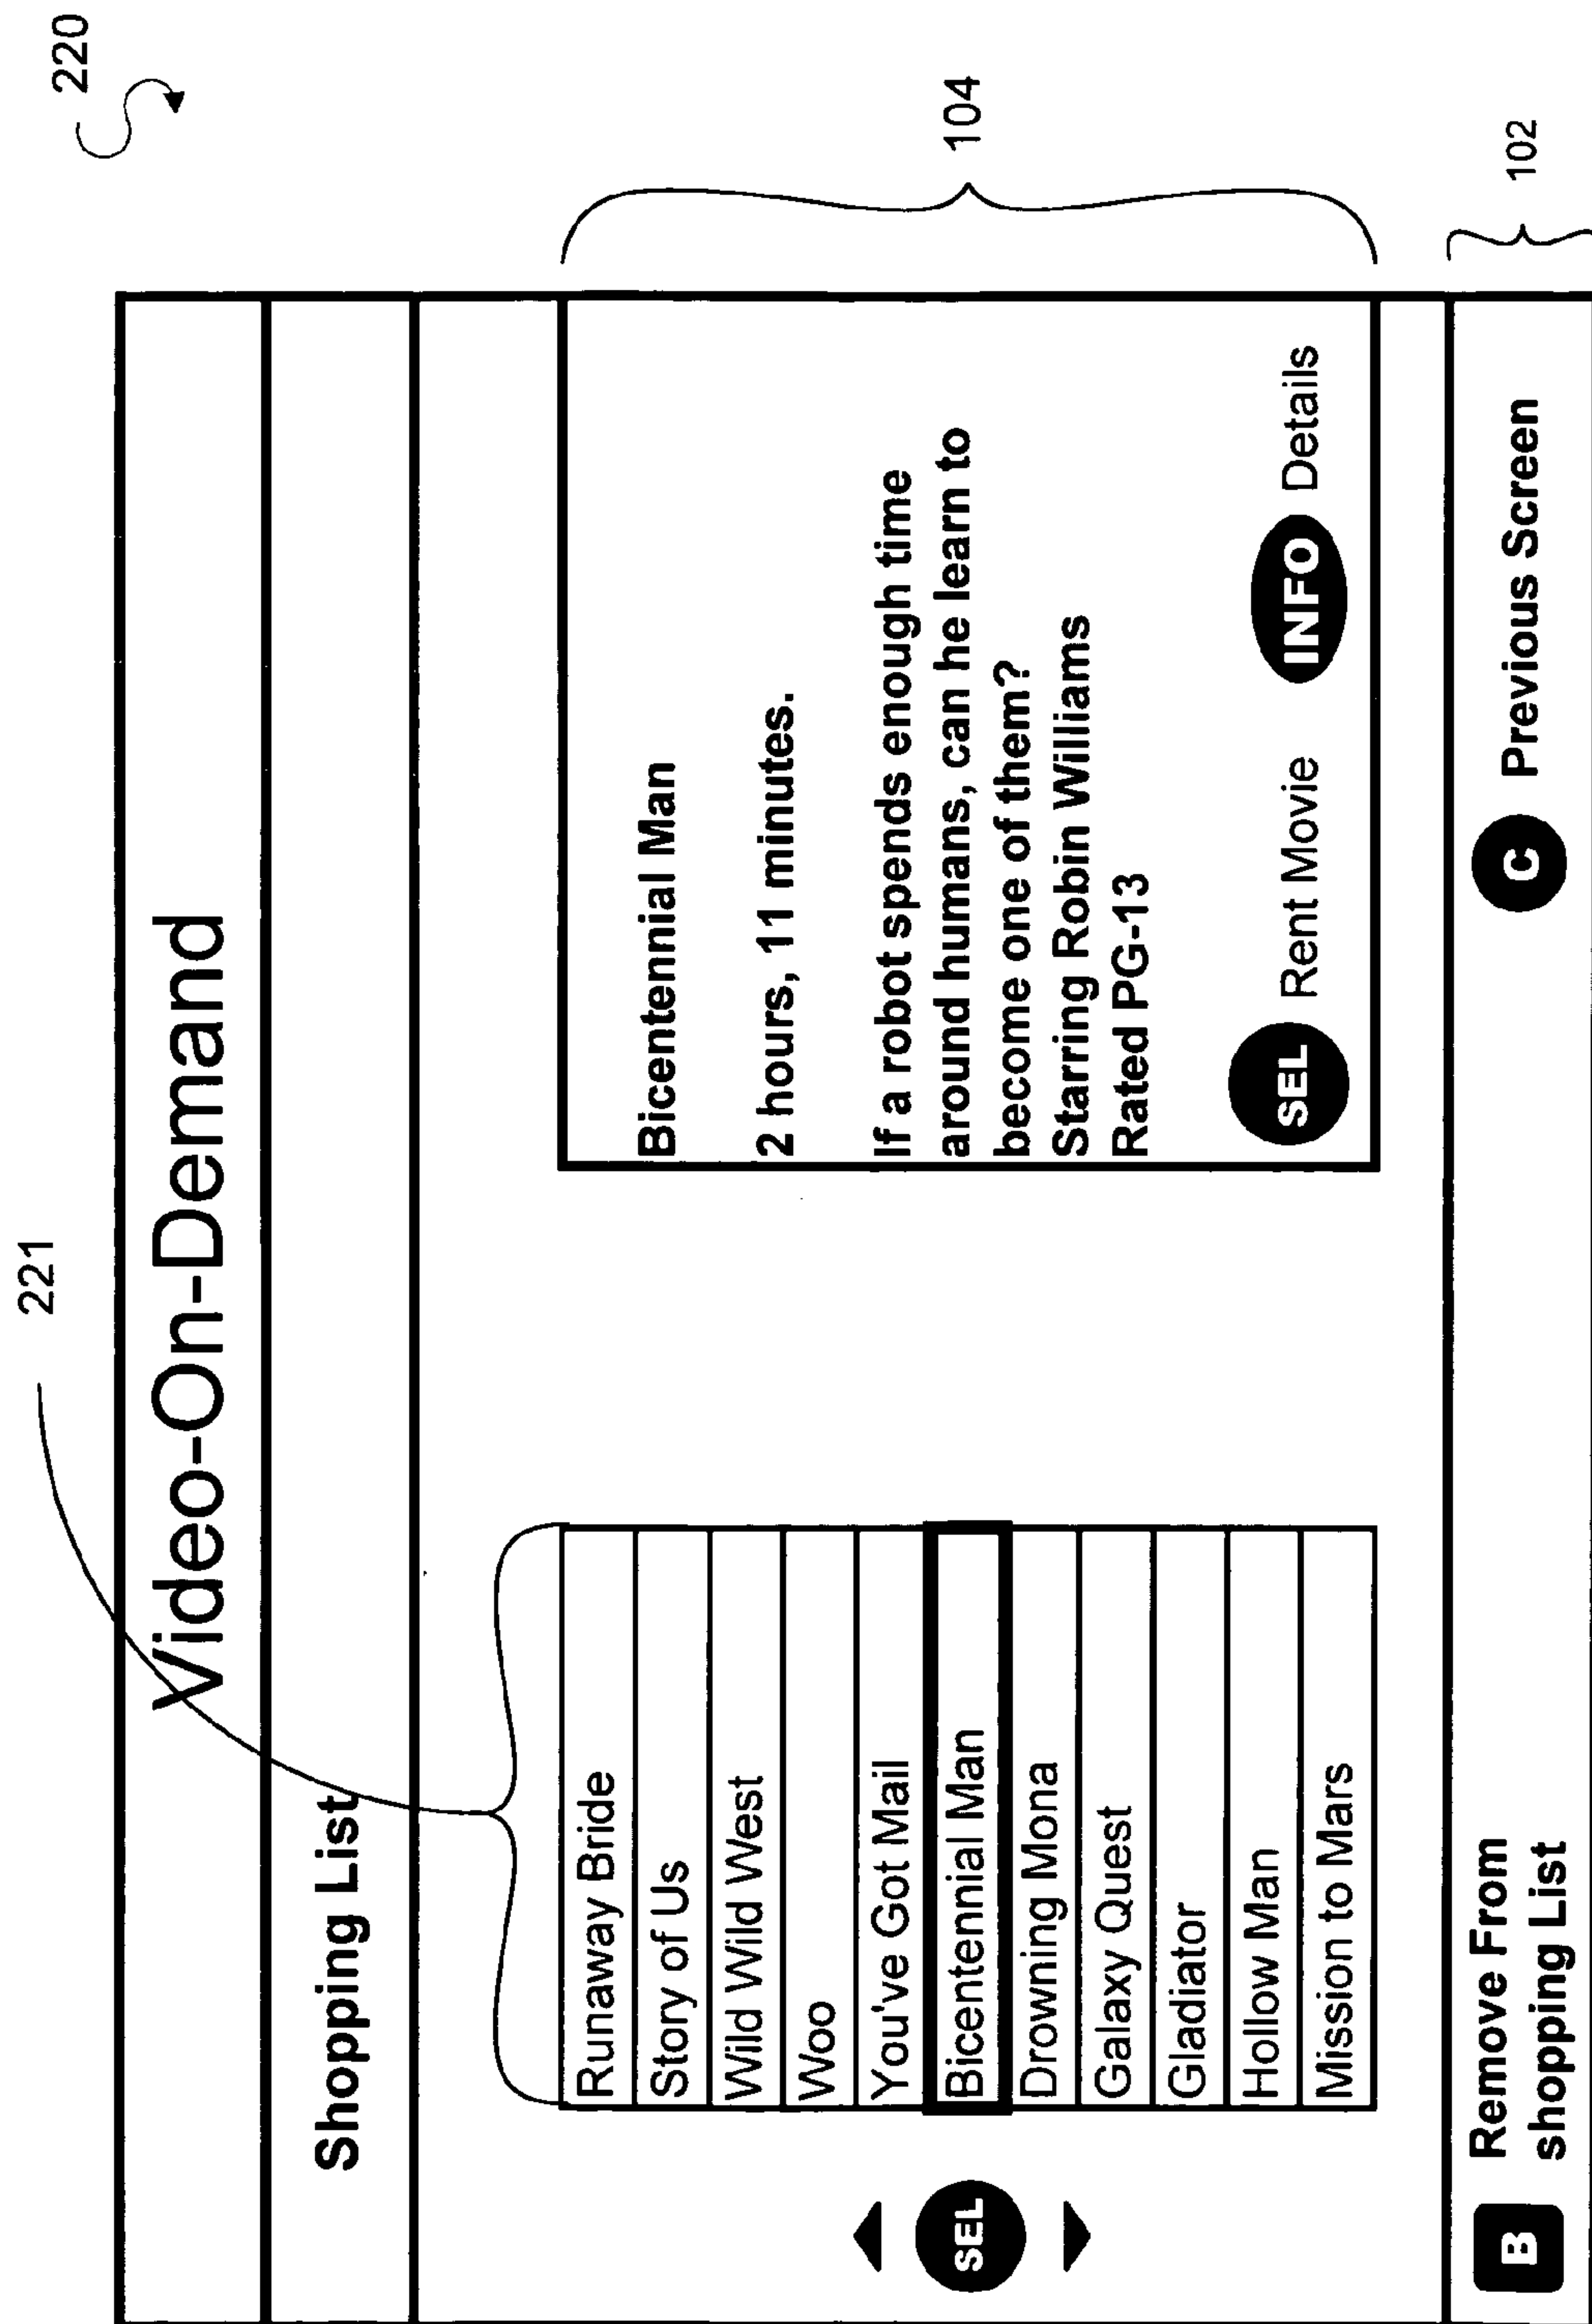 220
221
Video-On-Demand
Shopping List
Runaway Bride
Story of Us
Wild Wild West
Woo
You've Got Mail
Bicentennial Man
Drowning Mona
Galaxy Quest
Gladiator
Hollow Man
Mission to Mars
SEL
Bicentennial Man
2 hours, 11 minutes.
If a robot spends enough time
around humans, can he learn to
become one of them?
Starring Robin Williams
Rated PG-13
SEL Rent Movie INFO Details
104
B Remove From
shopping List
C Previous Screen
102